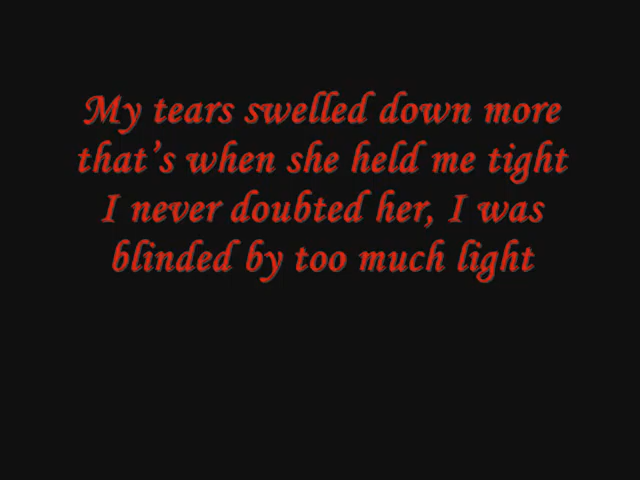 My tears swelled down more
that's when she held me tight
I never doubted her, I was
blinded by too much light